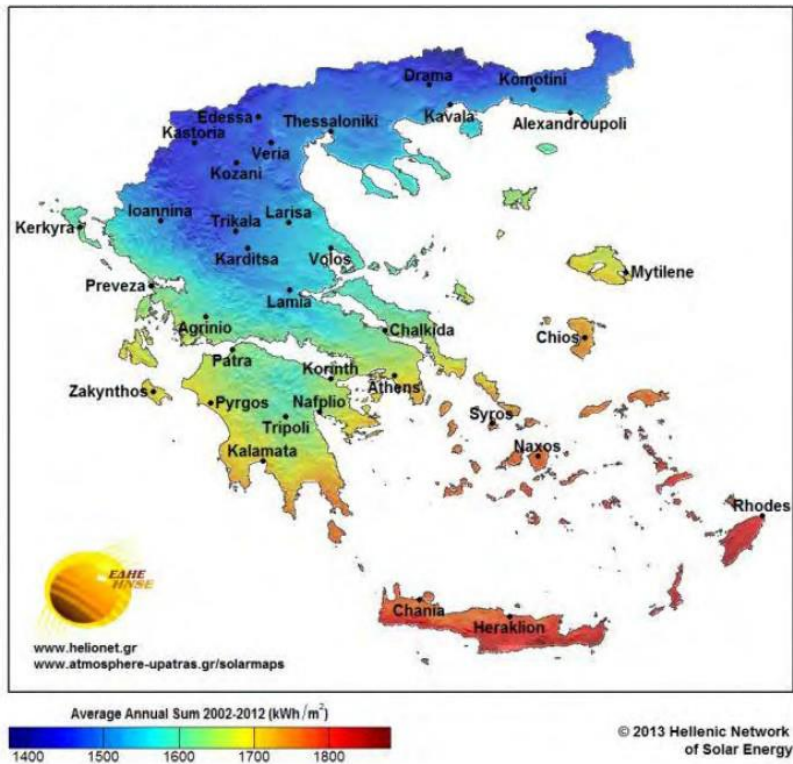 Drama
Komotini
Edessa
Thessaloniki
Kavala
Alexandroupoli
Kastoria
Veria
Kozani
Ioannina
Larisa
Kerkyra
Trikala
Karditsa
Volos
Mytilene
Preveza
Lamia
Agrinio
Chalkida
Chios
Patra
Korinth
Athens
Zakynthos
Pyrgos
Nafplio
Syros
Tripoli
Kalamata
Naxos
Rhodes
ΕΔΗΕ
HNSE
Chania
Heraklion
www.helionet.gr
www.atmosphere-upatras.gr/solarmaps
Average Annual Sum 2002-2012 (kWh/m²)
1400 1500 1600 1700 1800
© 2013 Hellenic Network
of Solar Energy